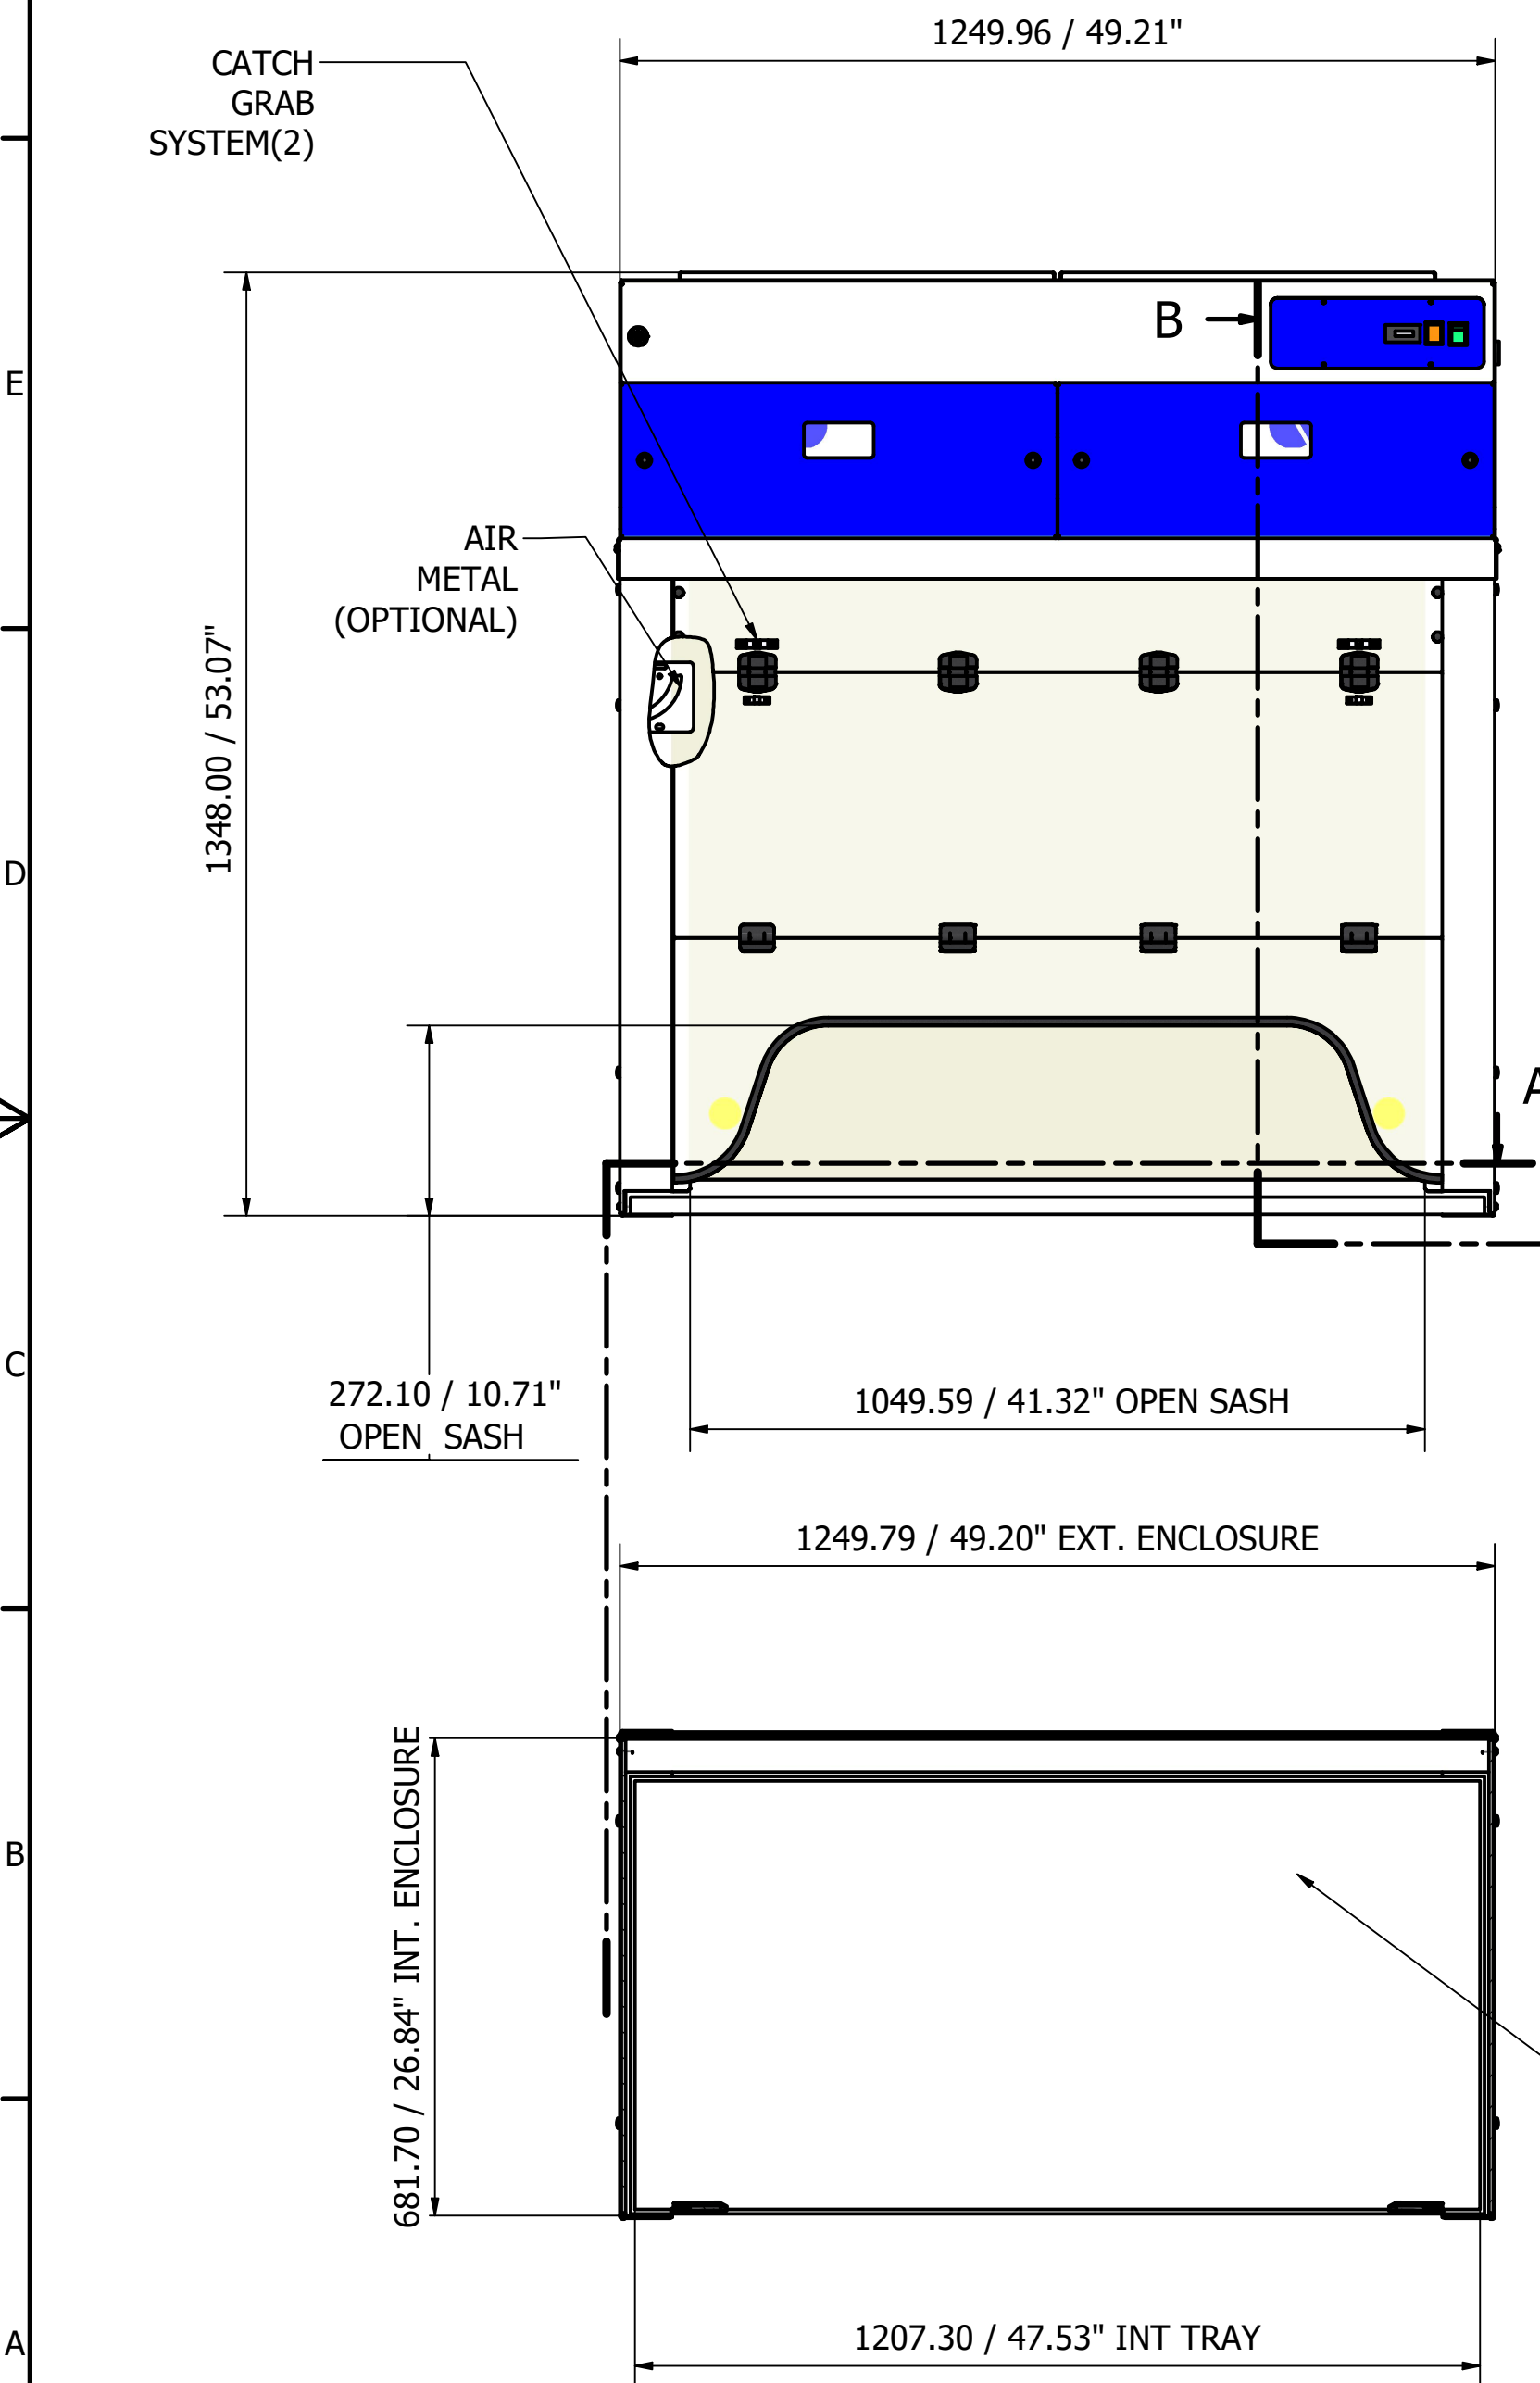 1249.96 / 49.21"
CATCH
GRAB
SYSTEM(2)
B
E
AIR
METAL
(OPTIONAL)
1348.00 / 53.07"
D
A
C
272.10 / 10.71"
OPEN SASH
1049.59 / 41.32" OPEN SASH
1249.79 / 49.20" EXT. ENCLOSURE
681.70 / 26.84" INT. ENCLOSURE
B
1207.30 / 47.53" INT TRAY
A